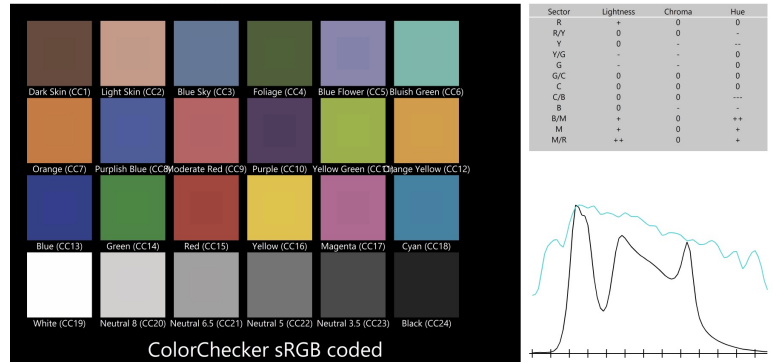 Dark Skin (CC1) Light Skin (CC2) Blue Sky (CC3) Foliage (CC4) Blue Flower (CC5) Bluish Green (CC6)
Orange (CC7) Purplish Blue (CC8) Moderate Red (CC9) Purple (CC10) Yellow Green (CC11) Orange Yellow (CC12)
Blue (CC13) Green (CC14) Red (CC15) Yellow (CC16) Magenta (CC17) Cyan (CC18)
White (CC19) Neutral 8 (CC20) Neutral 6.5 (CC21) Neutral 5 (CC22) Neutral 3.5 (CC23) Black (CC24)
ColorChecker sRGB coded
Sector Lightness Chroma Hue
R + 0 0
R/Y 0 0 -
Y 0 - --
Y/G - - 0
G - - 0
G/C 0 0 0
C 0 0 0
C/B 0 0 ---
B 0 - -
B/M + 0 ++
M + 0 +
M/R ++ 0 +